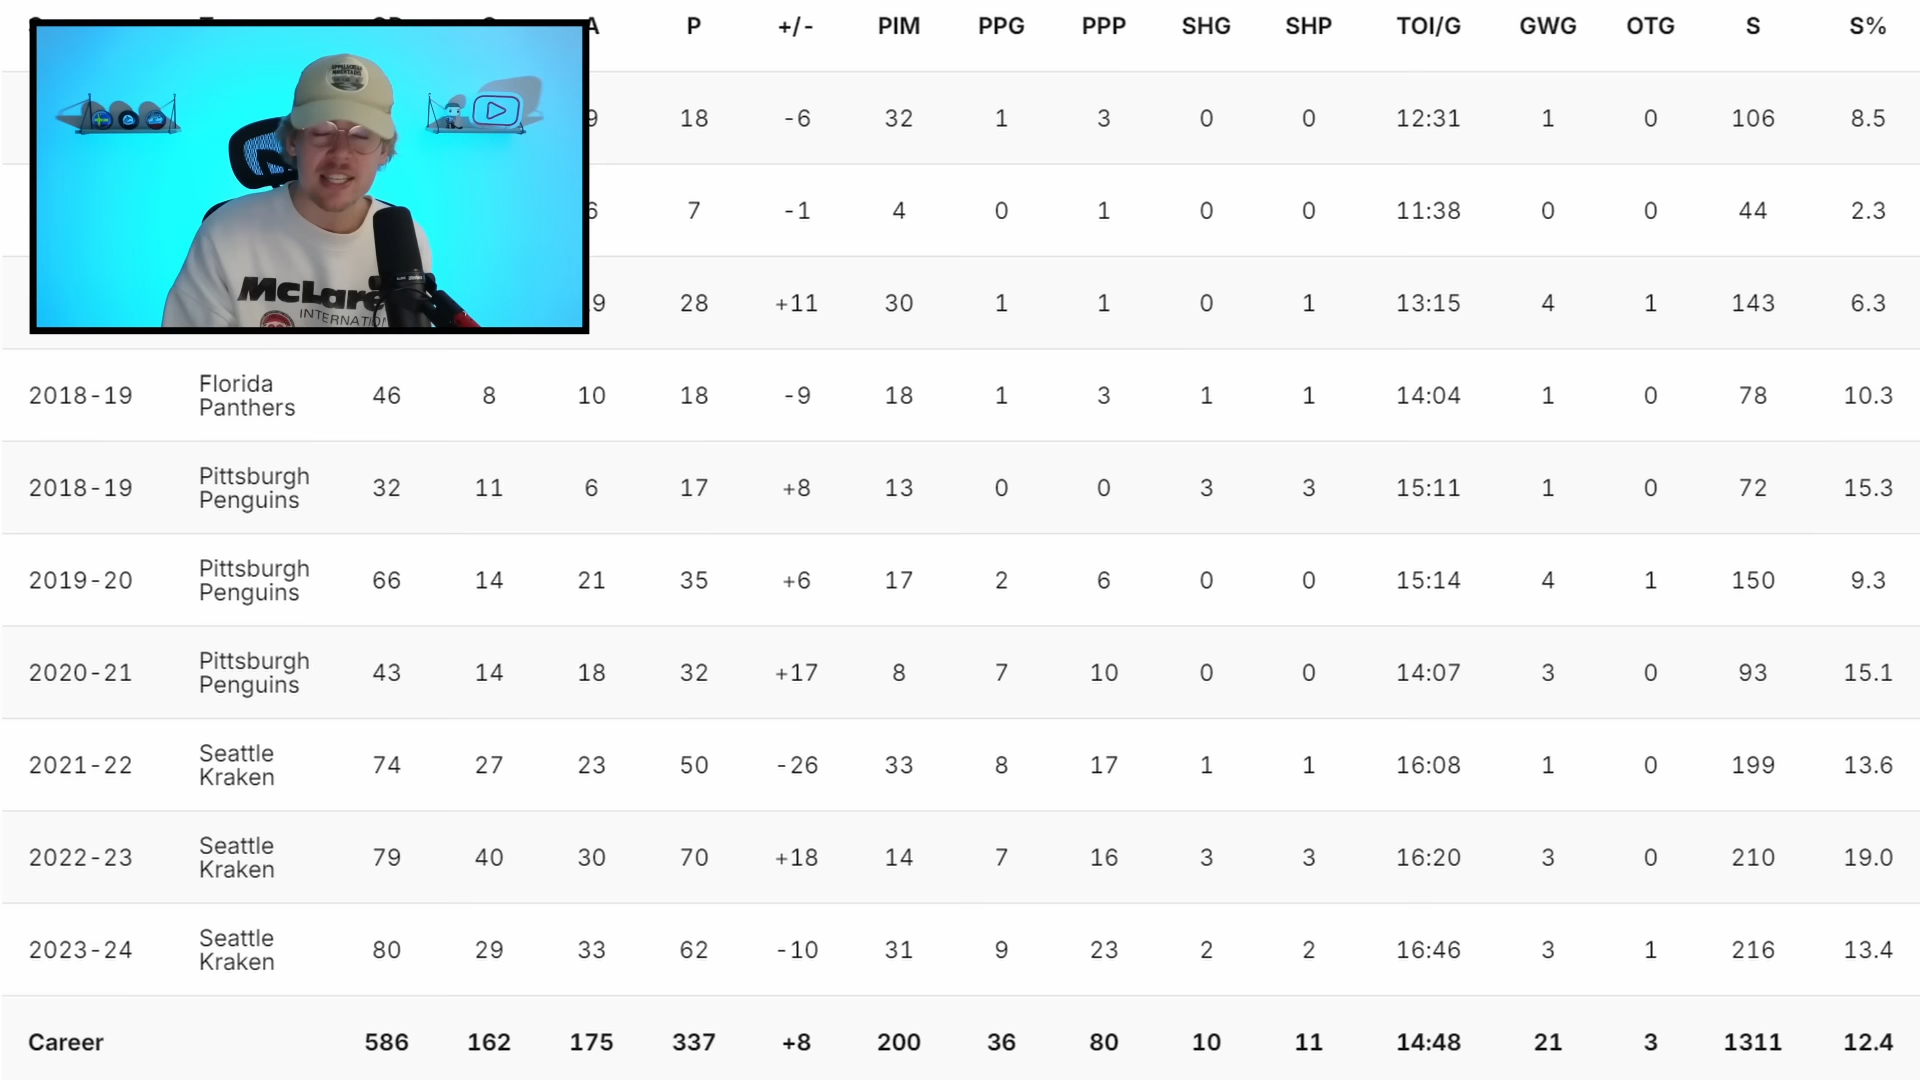 A P +/- PIM PPG PPP SHG SHP TOI/G GWG OTG S S%
9 18 -6 32 1 3 0 0 12:31 1 0 106 8.5
6 7 -1 4 0 1 0 0 11:38 0 0 44 2.3
9 28 +11 30 1 1 0 1 13:15 4 1 143 6.3
APPALACHIAN
MOUNTAINS
McLare
INTERNATION
2018-19 Florida Panthers 46 8 10 18 -9 18 1 3 1 1 14:04 1 0 78 10.3
2018-19 Pittsburgh Penguins 32 11 6 17 +8 13 0 0 3 3 15:11 1 0 72 15.3
2019-20 Pittsburgh Penguins 66 14 21 35 +6 17 2 6 0 0 15:14 4 1 150 9.3
2020-21 Pittsburgh Penguins 43 14 18 32 +17 8 7 10 0 0 14:07 3 0 93 15.1
2021-22 Seattle Kraken 74 27 23 50 -26 33 8 17 1 1 16:08 1 0 199 13.6
2022-23 Seattle Kraken 79 40 30 70 +18 14 7 16 3 3 16:20 3 0 210 19.0
2023-24 Seattle Kraken 80 29 33 62 -10 31 9 23 2 2 16:46 3 1 216 13.4
Career 586 162 175 337 +8 200 36 80 10 11 14:48 21 3 1311 12.4